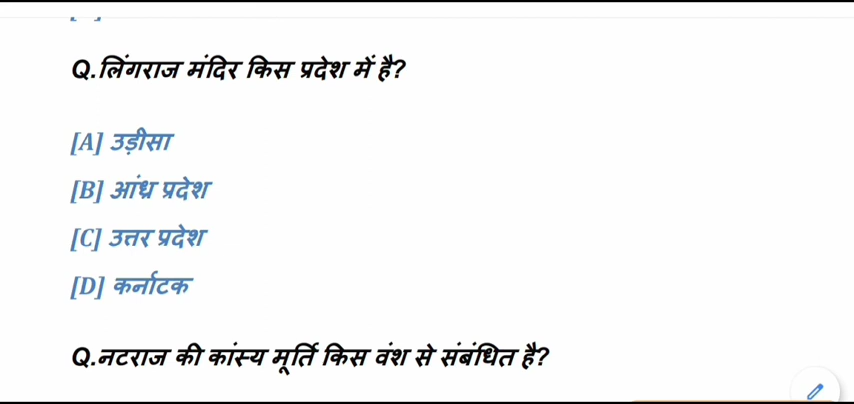 Q.लिंगराज मंदिर किस प्रदेश में है?
[A] उड़ीसा
[B] आंध्र प्रदेश
[C] उत्तर प्रदेश
[D] कर्नाटक
Q.नटराज की कांस्य मूर्ति किस वंश से संबंधित है?